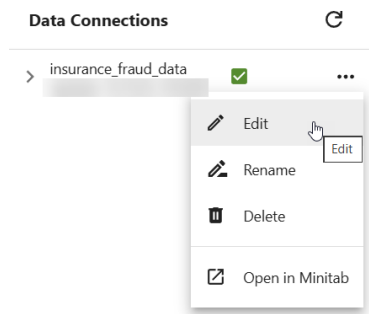 Data Connections
insurance_fraud_data
Edit
Edit
Rename
Delete
Open in Minitab